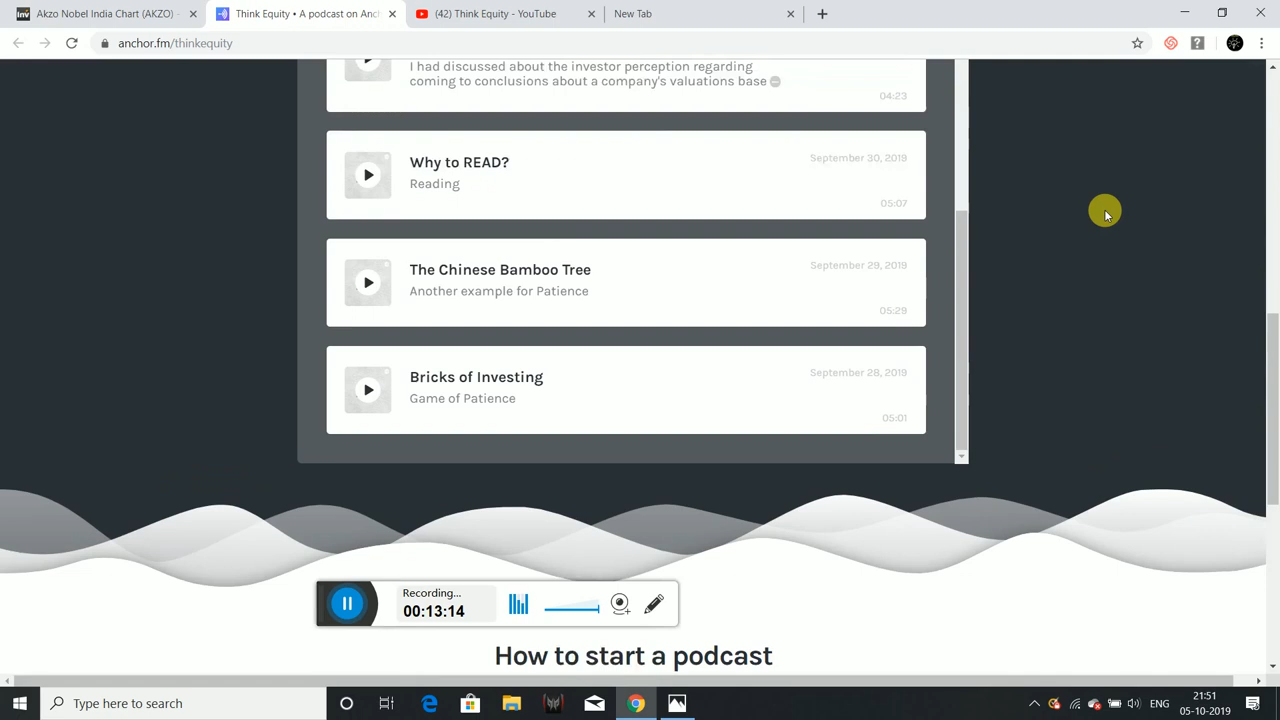 Akzo Nobel India Chart (AKZO) -
Think Equity • A podcast on Anch
(42) Think Equity - YouTube
New Tab
anchor.fm/thinkequity
I had discussed about the investor perception regarding
coming to conclusions about a company's valuations base
04:23
Why to READ?
September 30, 2019
Reading
05:07
The Chinese Bamboo Tree
September 29, 2019
Another example for Patience
05:29
Bricks of Investing
September 28, 2019
Game of Patience
05:01
Recording...
00:13:14
How to start a podcast
Type here to search
ENG
21:51
05-10-2019